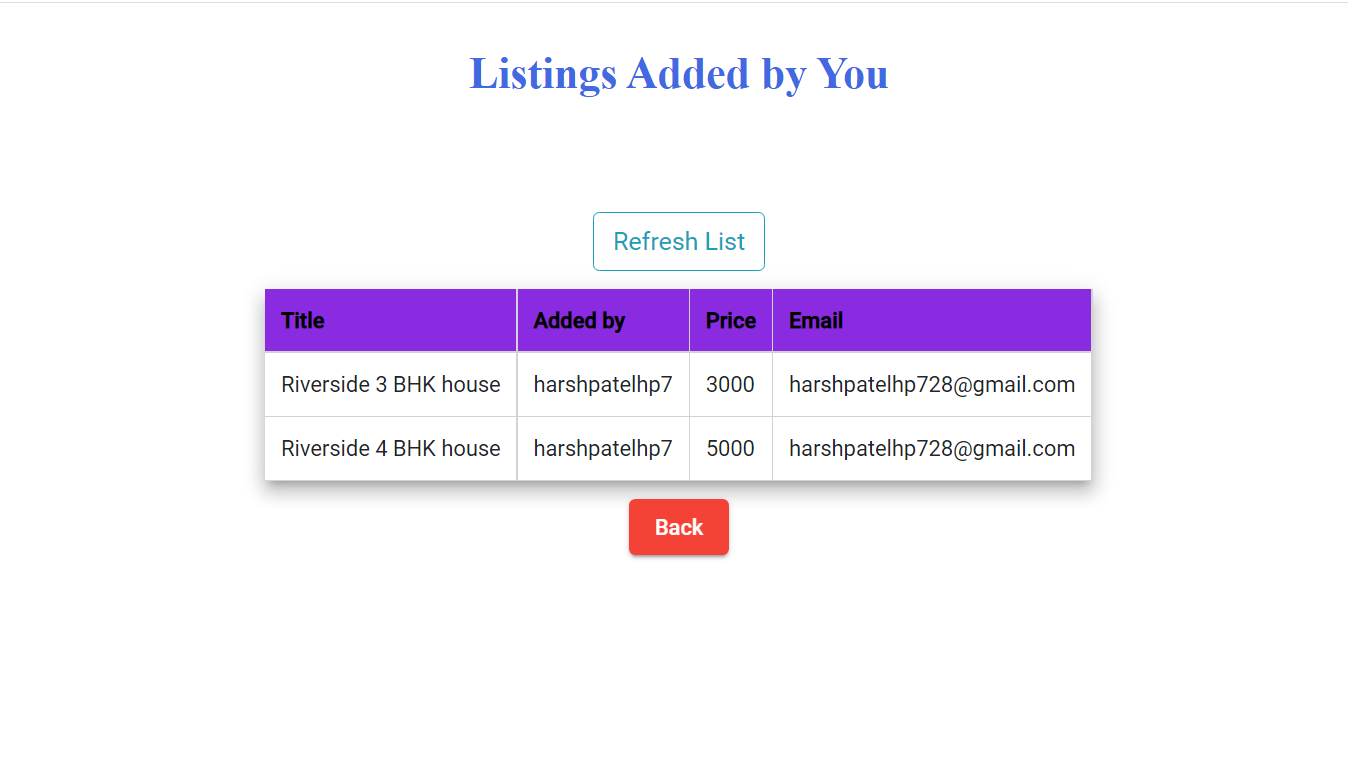 Listings Added by You
Refresh List
Title Added by Price Email
Riverside 3 BHK house harshpatelhp7 3000 harshpatelhp728@gmail.com
Riverside 4 BHK house harshpatelhp7 5000 harshpatelhp728@gmail.com
Back